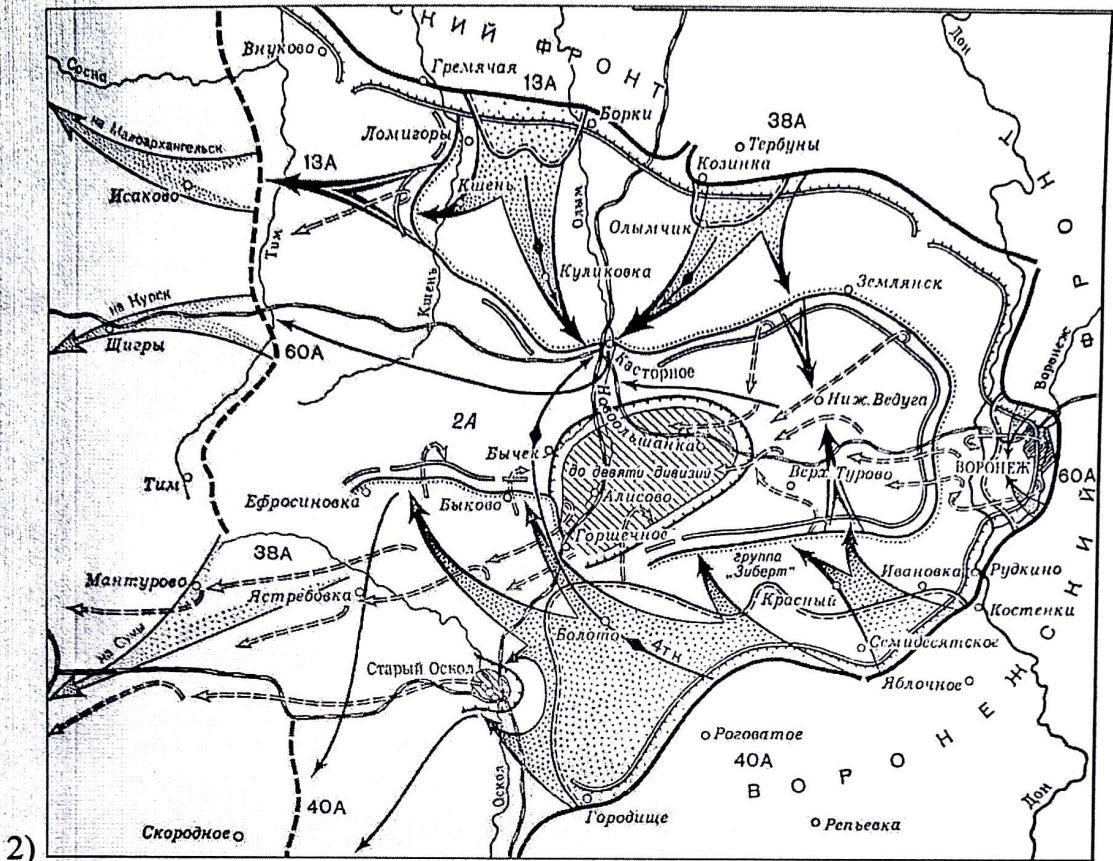 СКИЙ ФРОНТ
Дон
Внуково
Сосна
Гремячая
13А
Борки
38А
Тербуны
Ломигоры
Козинка
на Малоархангельск
13А
Кшень
Исаково
Олым
Олымчик
Тим
Куликовка
Землянск
на Курск
Кшень
Щигры
60А
Касторное
Воронеж
Новоольшанка
Ниж. Ведуга
2А
Бычек
до девяти дивизий
Верх. Турово
ВОРОНЕЖ
60А
Тим
Ефросиновка
Быково
Алисово
Горшечное
38А
группа
"Зиберт"
Ивановка
Рудкино
Мантурово
Ястребовка
Красный
Костенки
на Сумы
Болото
4тк
Семидесятское
Старый Оскол
Яблочное
Роговатое
40А
ВОРОНЕЖСКИЙ ФРОНТ
Оскол
40А
Городище
Дон
Скородное
Репьевка
2)